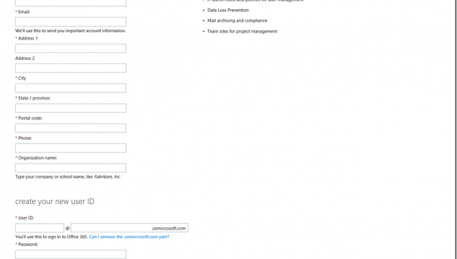 * Email:
We'll use this to send you important account information.
* Address 1
Address 2
* City
* State / province:
* Postal code:
* Phone:
* Organization name:
Type your company or school name, like Fabrikam, Inc.
create your new user ID
* User ID:
@ .onmicrosoft.com
You'll use this to sign in to Office 365. Can I remove the .onmicrosoft.com part?
* Password:
• Data Loss Prevention
• Mail archiving and compliance
• Team sites for project management